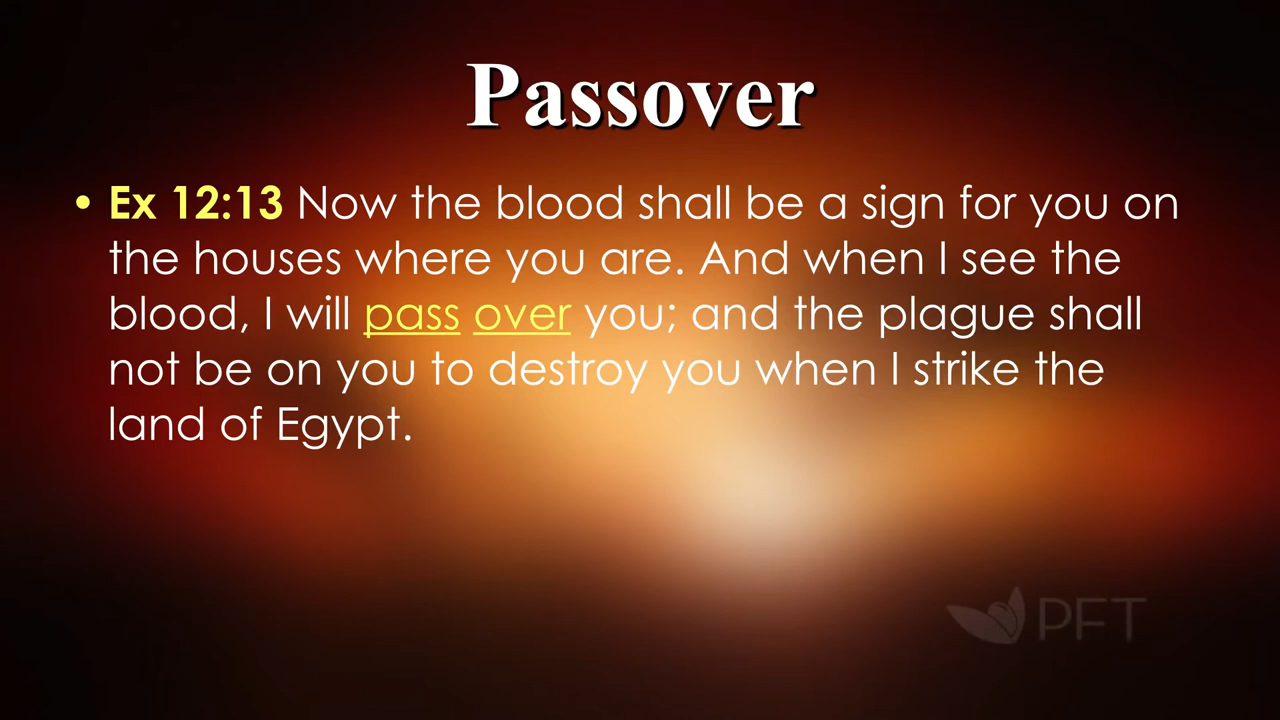 Passover
• Ex 12:13 Now the blood shall be a sign for you on
the houses where you are. And when I see the
blood, I will pass over you; and the plague shall
not be on you to destroy you when I strike the
land of Egypt.
PFT